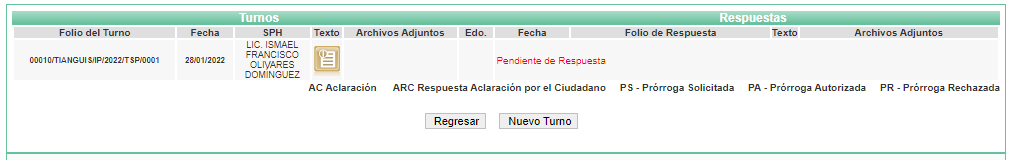 Turnos Respuestas
Folio del Turno Fecha SPH Texto Archivos Adjuntos Edo. Fecha Folio de Respuesta Texto Archivos Adjuntos
00010/TIANGUIS/IP/2022/TSP/0001 28/01/2022 LIC. ISMAEL
FRANCISCO
OLIVARES
DOMINGUEZ
Pendiente de Respuesta
AC Aclaración ARC Respuesta Aclaración por el Ciudadano PS - Prórroga Solicitada PA - Prórroga Autorizada PR - Prórroga Rechazada
Regresar Nuevo Turno